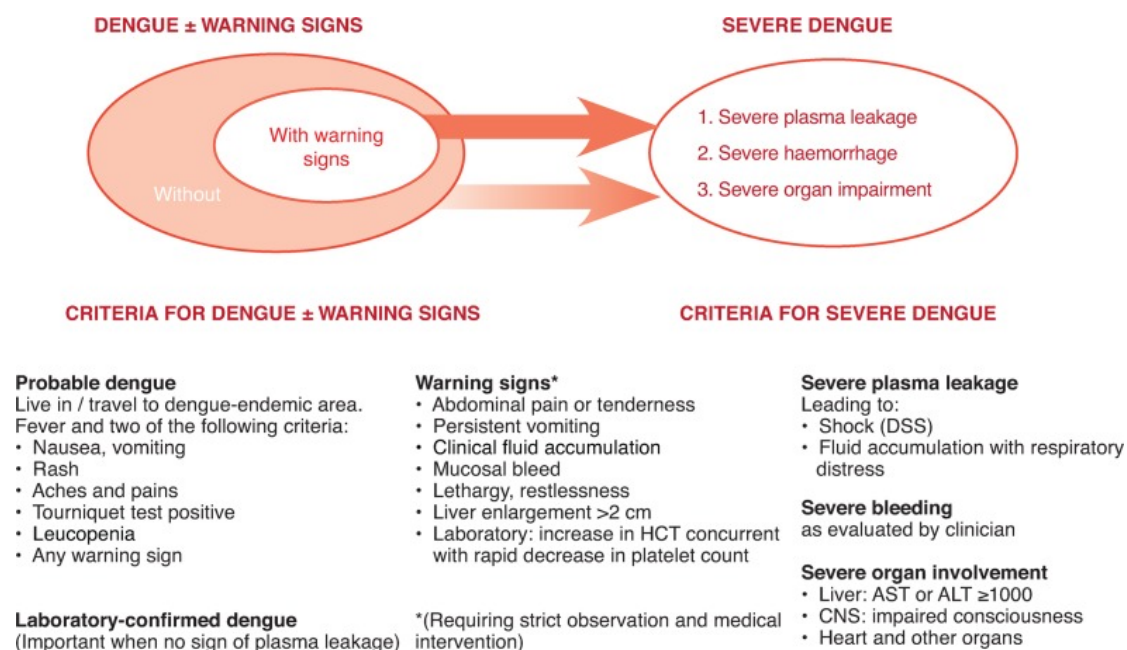 DENGUE ± WARNING SIGNS
SEVERE DENGUE
With warning
signs
Without
1. Severe plasma leakage
2. Severe haemorrhage
3. Severe organ impairment
CRITERIA FOR DENGUE ± WARNING SIGNS
CRITERIA FOR SEVERE DENGUE
Probable dengue
Live in / travel to dengue-endemic area.
Fever and two of the following criteria:
• Nausea, vomiting
• Rash
• Aches and pains
• Tourniquet test positive
• Leucopenia
• Any warning sign
Laboratory-confirmed dengue
(Important when no sign of plasma leakage)
Warning signs*
• Abdominal pain or tenderness
• Persistent vomiting
• Clinical fluid accumulation
• Mucosal bleed
• Lethargy, restlessness
• Liver enlargement >2 cm
• Laboratory: increase in HCT concurrent
with rapid decrease in platelet count
*(Requiring strict observation and medical
intervention)
Severe plasma leakage
Leading to:
• Shock (DSS)
• Fluid accumulation with respiratory
distress
Severe bleeding
as evaluated by clinician
Severe organ involvement
• Liver: AST or ALT ≥1000
• CNS: impaired consciousness
• Heart and other organs